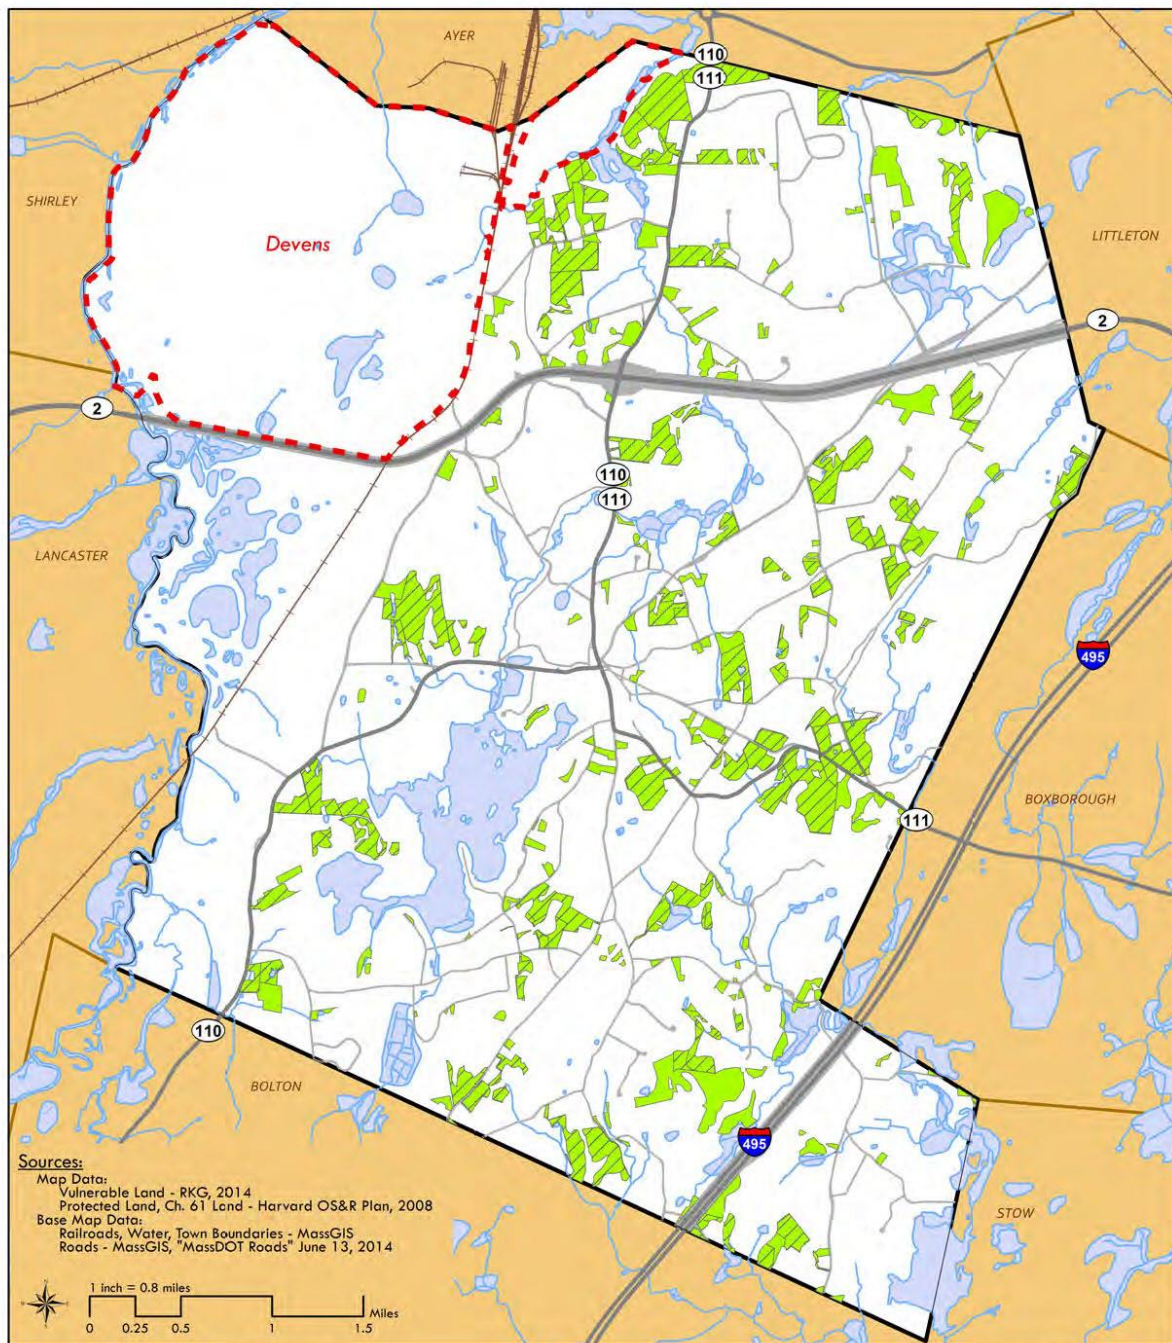 AYER
110
111
SHIRLEY
Devens
LITTLETON
2
2
110
111
LANCASTER
495
BOXBOROUGH
111
110
BOLTON
495
STOW
Sources:
Map Data:
Vulnerable Land - RKG, 2014
Protected Land, Ch. 61 Land - Harvard OS&R Plan, 2008
Base Map Data:
Railroads, Water, Town Boundaries - MassGIS
Roads - MassGIS, "MassDOT Roads" June 13, 2014
1 inch = 0.8 miles
Miles
0 0.25 0.5 1 1.5